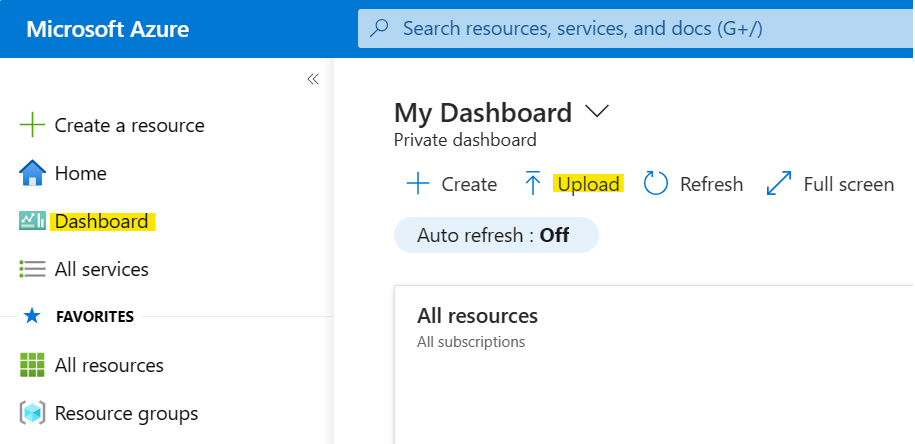 Microsoft Azure
Search resources, services, and docs (G+/)
Create a resource
Home
Dashboard
All services
FAVORITES
All resources
Resource groups
My Dashboard
Private dashboard
Create Upload Refresh Full screen
Auto refresh : Off
All resources
All subscriptions